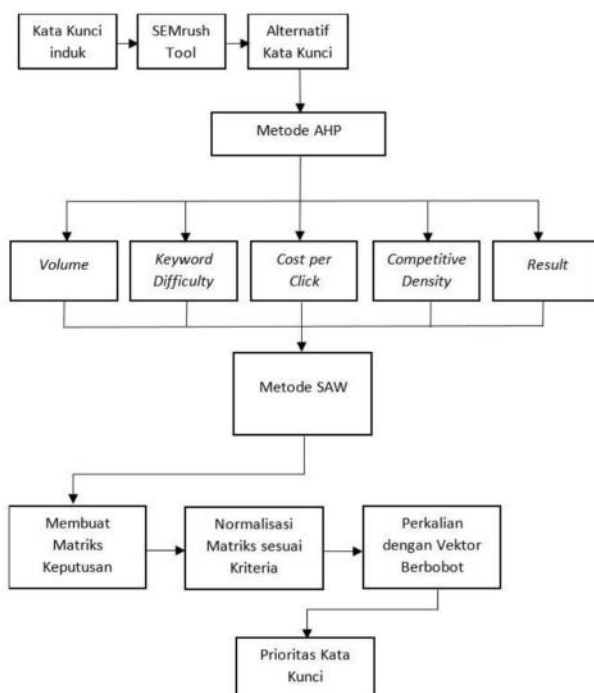 Kata Kunci
induk
SEMrush
Tool
Alternatif
Kata Kunci
Metode AHP
Volume
Keyword
Difficulty
Cost per
Click
Competitive
Density
Result
Metode SAW
Membuat
Matriks
Keputusan
Normalisasi
Matriks sesuai
Kriteria
Perkalian
dengan Vektor
Berbobot
Prioritas Kata
Kunci